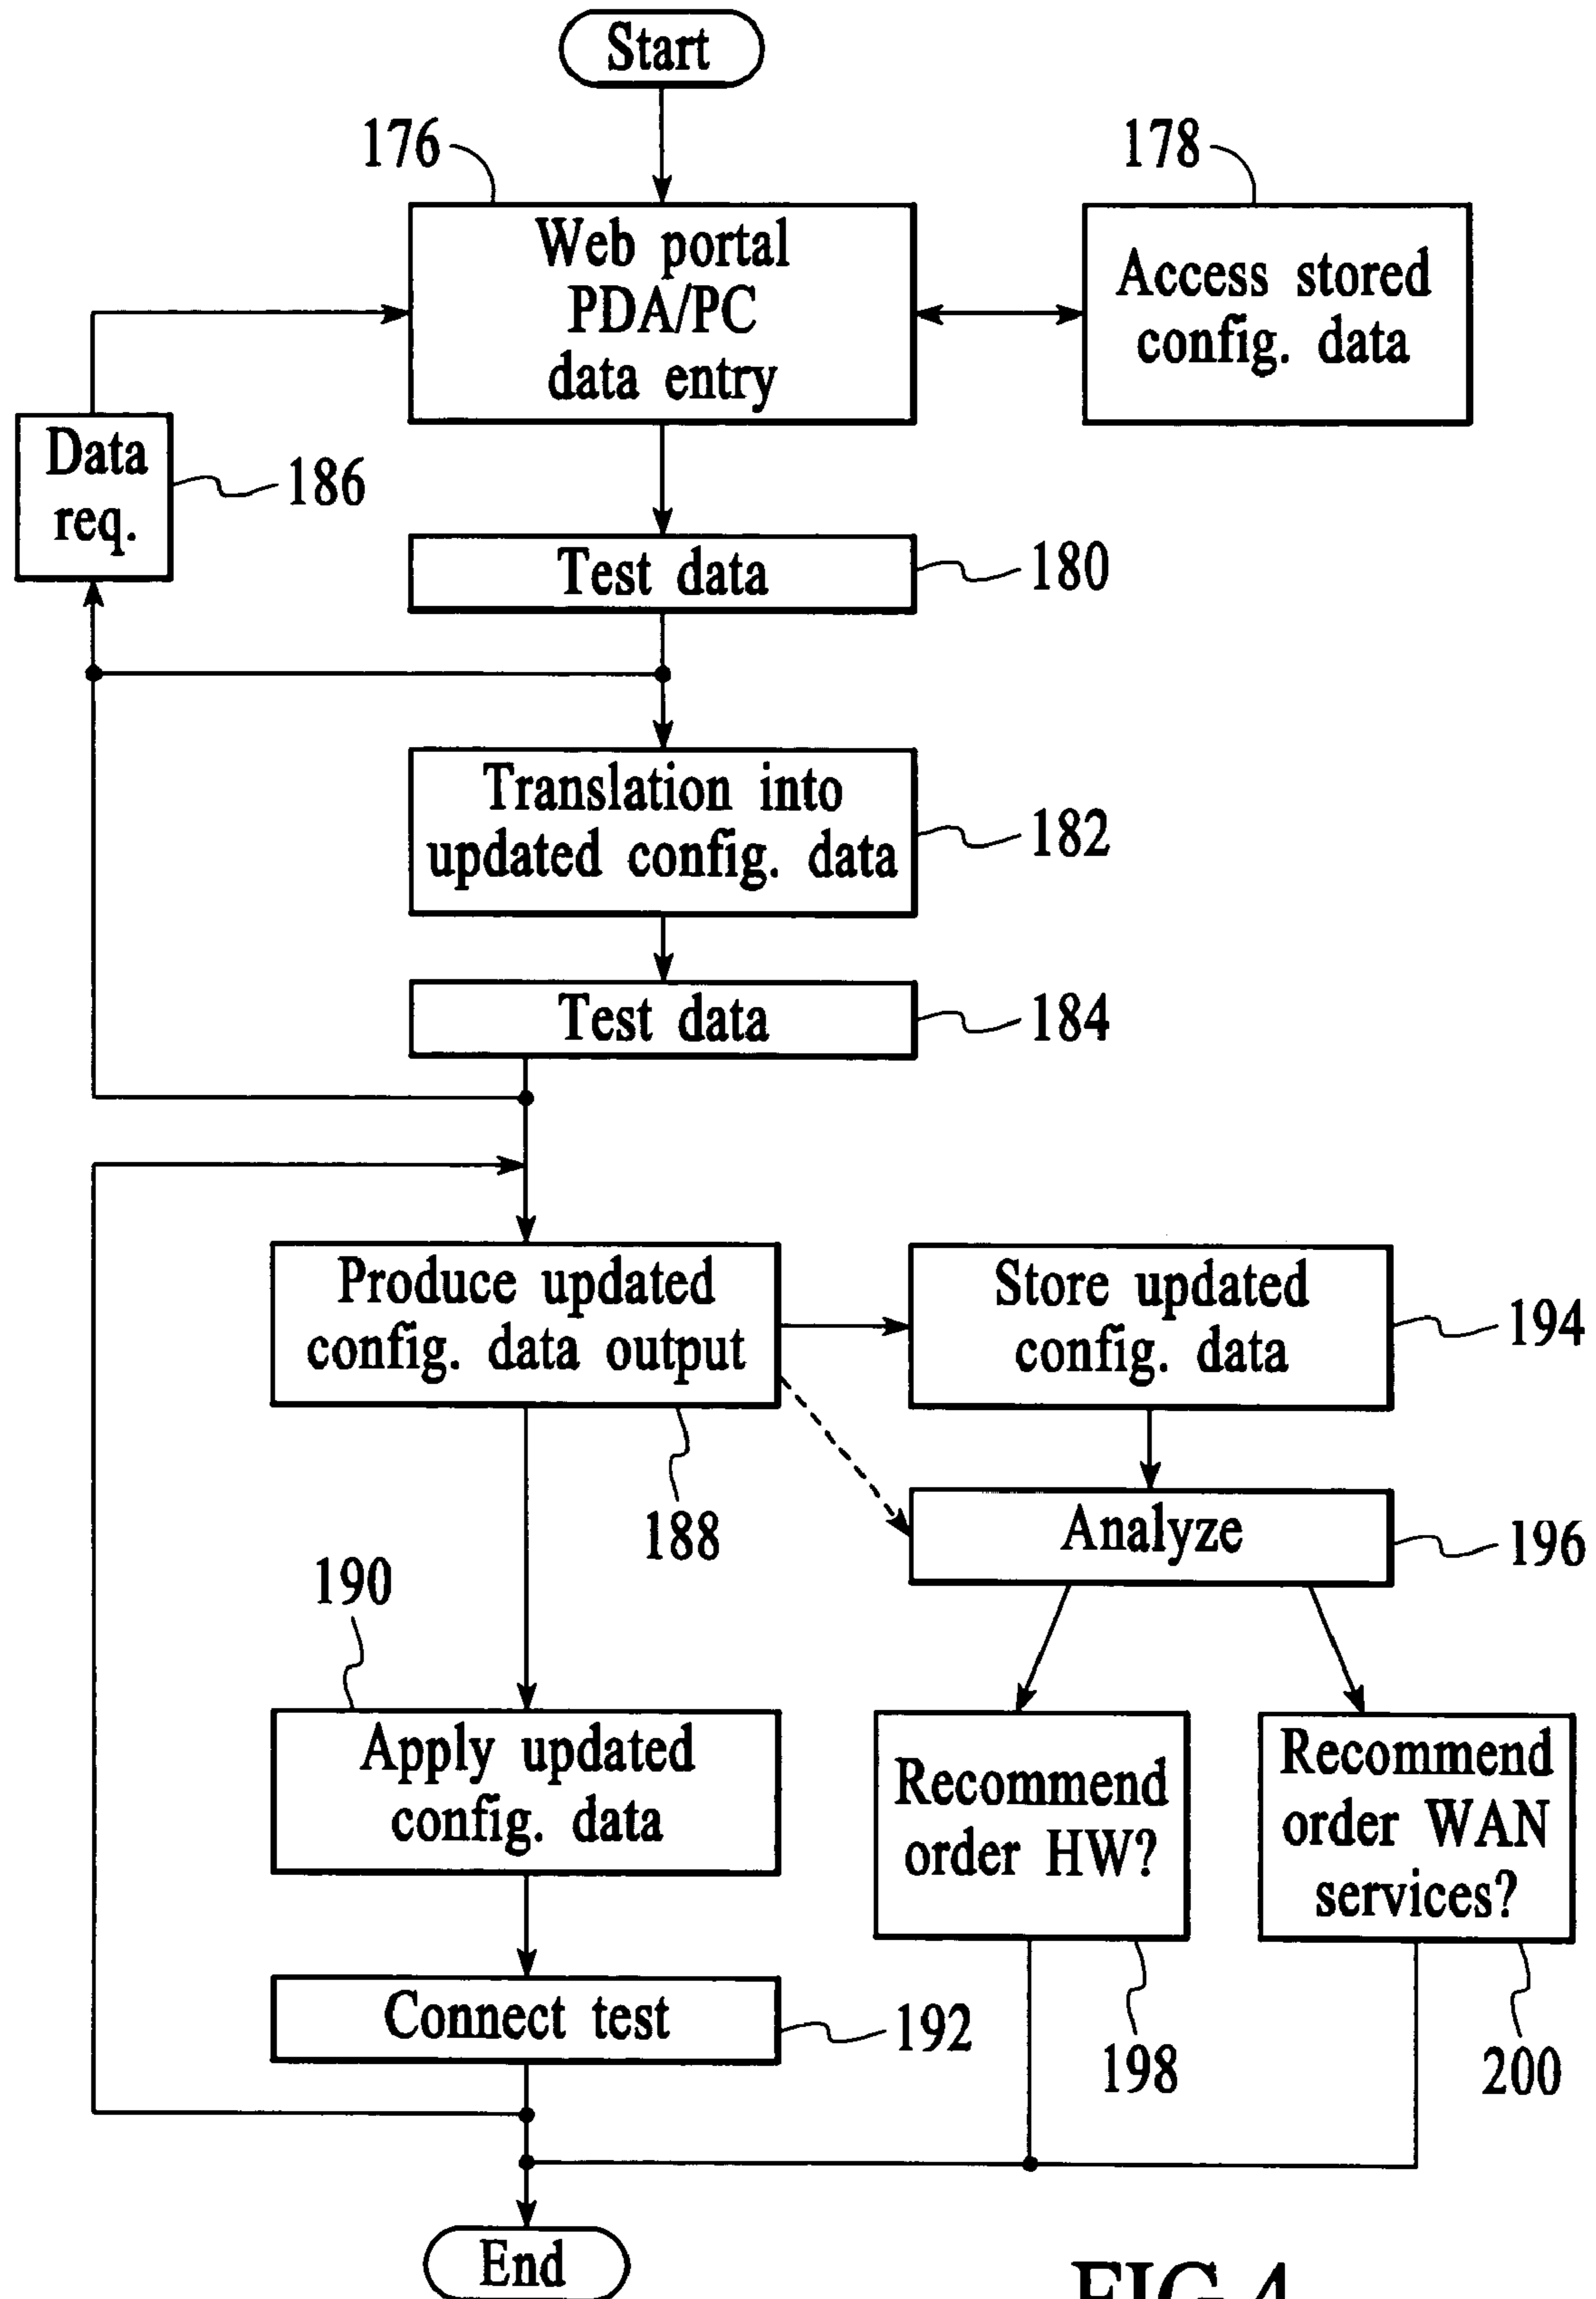 Start
176
178
Web portal
PDA/PC
data entry
Access stored
config. data
Data
req.
186
Test data
180
Translation into
updated config. data
182
Test data
184
Produce updated
config. data output
188
Store updated
config. data
194
Analyze
196
190
Apply updated
config. data
Recommend
order HW?
Recommend
order WAN
services?
Connect test
192
198
200
End
FIG.4